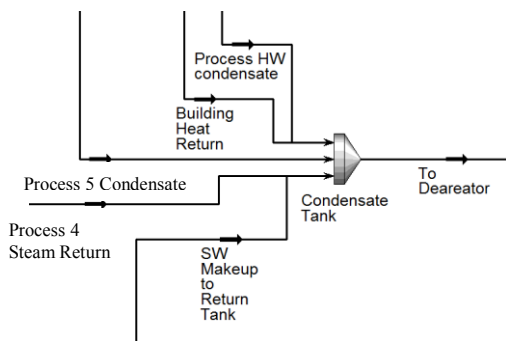 Process HW
condensate
Building
Heat
Return
Process 5 Condensate
Process 4
Steam Return
Condensate
Tank
To
Deareator
SW
Makeup
to
Return
Tank